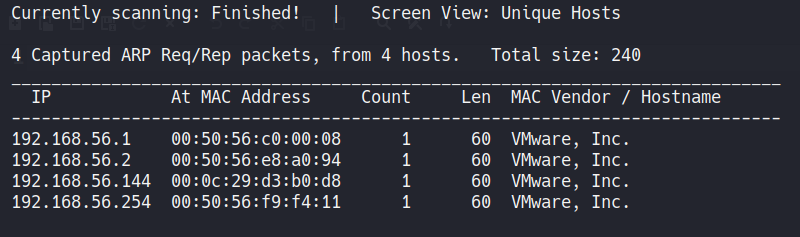 Currently scanning: Finished!   |   Screen View: Unique Hosts
4 Captured ARP Req/Rep packets, from 4 hosts.   Total size: 240
_____________________________________________________________________________
  IP            At MAC Address     Count     Len  MAC Vendor / Hostname
-----------------------------------------------------------------------------
192.168.56.1    00:50:56:c0:00:08      1      60  VMware, Inc.
192.168.56.2    00:50:56:e8:a0:94      1      60  VMware, Inc.
192.168.56.144  00:0c:29:d3:b0:d8      1      60  VMware, Inc.
192.168.56.254  00:50:56:f9:f4:11      1      60  VMware, Inc.